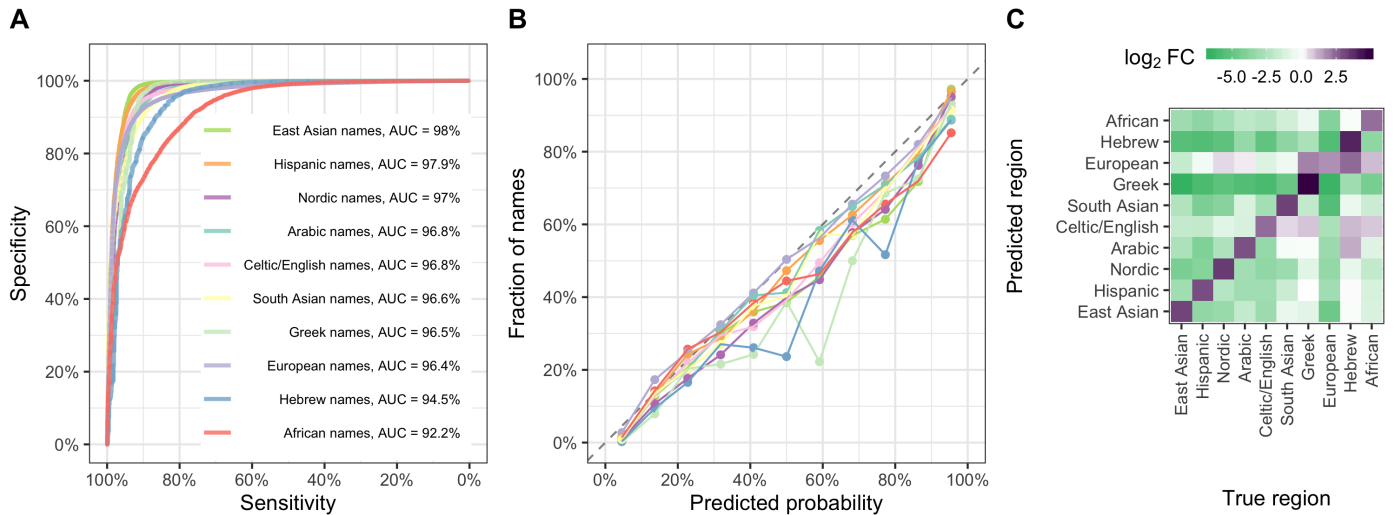 A
Specificity
100%
80%
60%
40%
20%
0%
East Asian names, AUC = 98%
Hispanic names, AUC = 97.9%
Nordic names, AUC = 97%
Arabic names, AUC = 96.8%
Celtic/English names, AUC = 96.8%
South Asian names, AUC = 96.6%
Greek names, AUC = 96.5%
European names, AUC = 96.4%
Hebrew names, AUC = 94.5%
African names, AUC = 92.2%
100% 80% 60% 40% 20% 0%
Sensitivity
B
Fraction of names
100%
80%
60%
40%
20%
0%
0% 20% 40% 60% 80% 100%
Predicted probability
C
log₂ FC
-5.0 -2.5 0.0 2.5
Predicted region
African
Hebrew
European
Greek
South Asian
Celtic/English
Arabic
Nordic
Hispanic
East Asian
East Asian
Hispanic
Nordic
Arabic
Celtic/English
South Asian
Greek
European
Hebrew
African
True region